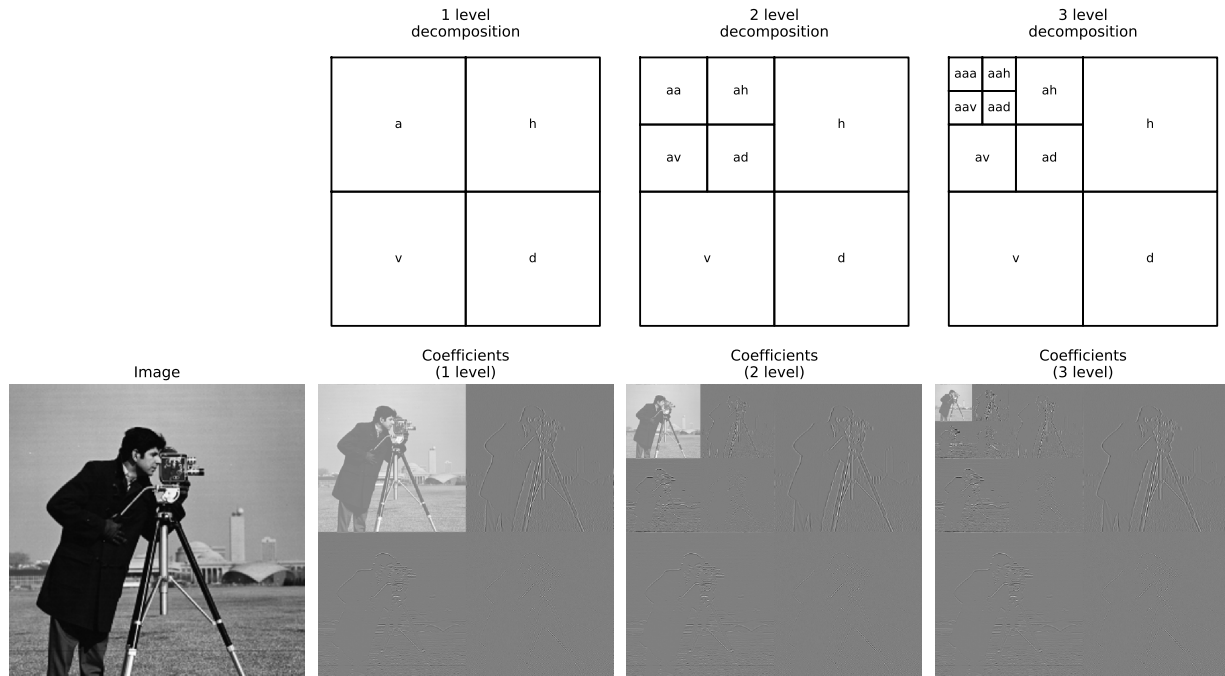 1 level
decomposition
2 level
decomposition
3 level
decomposition
a
h
v
d
aa
ah
av
ad
h
v
d
aaa
aah
aav
aad
ah
av
ad
h
v
d
Image
Coefficients
(1 level)
Coefficients
(2 level)
Coefficients
(3 level)